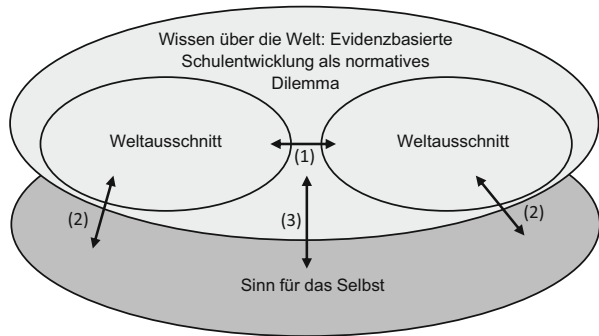 Wissen über die Welt: Evidenzbasierte
Schulentwicklung als normatives
Dilemma
Weltausschnitt
Weltausschnitt
(1)
(2)
(3)
(2)
Sinn für das Selbst